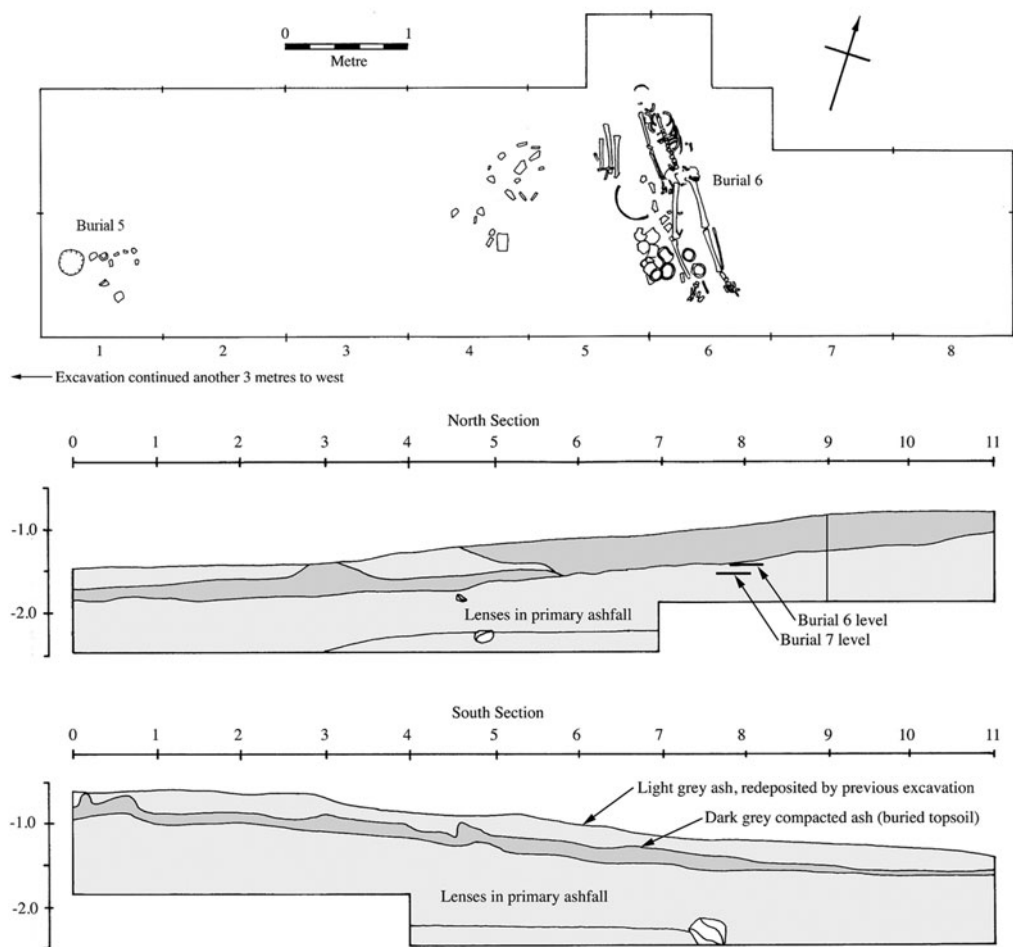 0 1
Metre
Burial 5
Burial 6
1 2 3 4 5 6 7 8
Excavation continued another 3 metres to west
North Section
0 1 2 3 4 5 6 7 8 9 10 11
-1.0
-2.0
Lenses in primary ashfall
Burial 6 level
Burial 7 level
South Section
0 1 2 3 4 5 6 7 8 9 10 11
Light grey ash, redeposited by previous excavation
-1.0
Dark grey compacted ash (buried topsoil)
Lenses in primary ashfall
-2.0